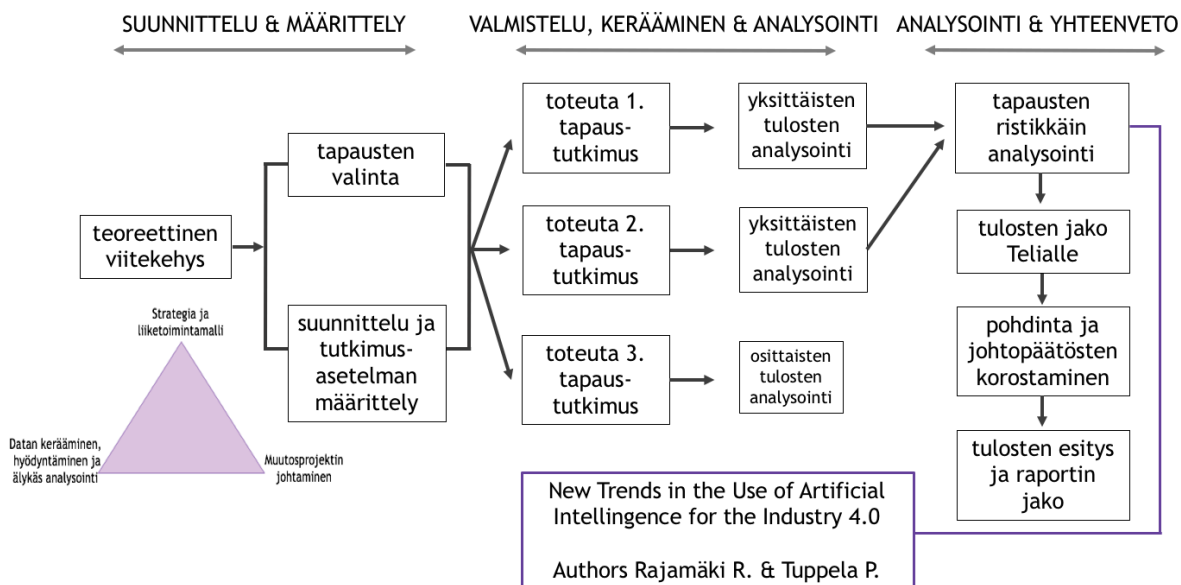 SUUNNITTELU & MÄÄRITTELY
VALMISTELU, KERÄÄMINEN & ANALYSOINTI
ANALYSOINTI & YHTEENVETO
teoreettinen
viitekehys
Strategia ja
liiketoimintamalli
Datan kerääminen,
hyödyntäminen ja
älykäs analysointi
Muutosprojektin
johtaminen
tapausten
valinta
suunnittelu ja
tutkimus-
asetelman
määrittely
toteuta 1.
tapaus-
tutkimus
yksittäisten
tulosten
analysointi
toteuta 2.
tapaus-
tutkimus
yksittäisten
tulosten
analysointi
toteuta 3.
tapaus-
tutkimus
osittaisten
tulosten
analysointi
tapausten
ristikkäin
analysointi
tulosten jako
Telialle
pohdinta ja
johtopäätösten
korostaminen
tulosten esitys
ja raportin
jako
New Trends in the Use of Artificial
Intellingence for the Industry 4.0
Authors Rajamäki R. & Tuppela P.